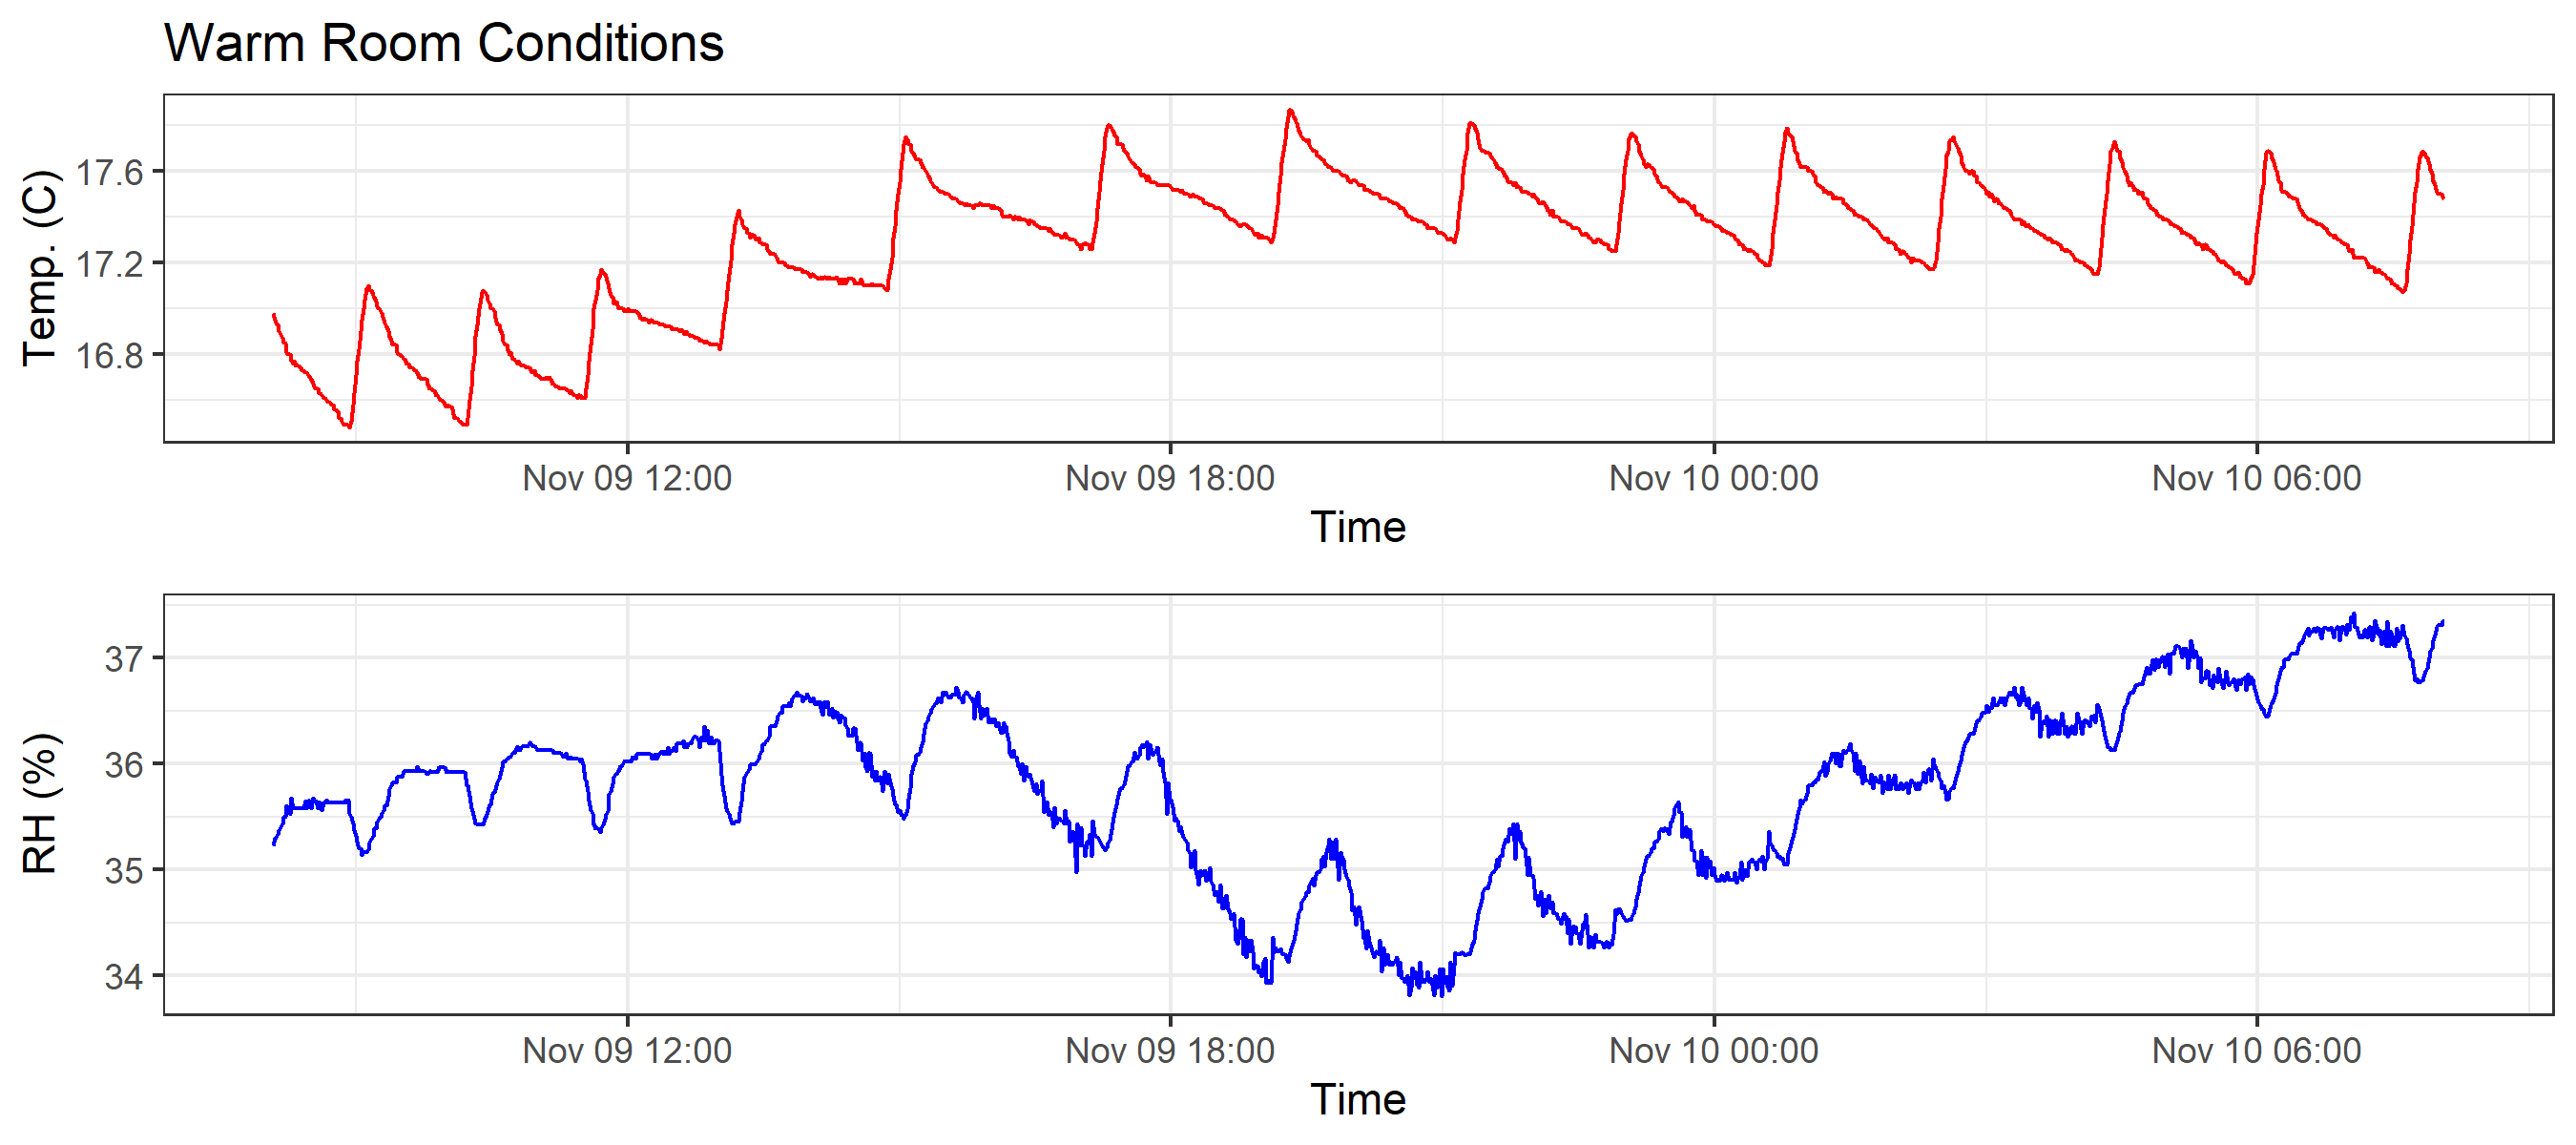 Warm Room Conditions
Temp. (C)
17.6
17.2
16.8
Nov 09 12:00 Nov 09 18:00 Nov 10 00:00 Nov 10 06:00
Time
RH (%)
37
36
35
34
Nov 09 12:00 Nov 09 18:00 Nov 10 00:00 Nov 10 06:00
Time